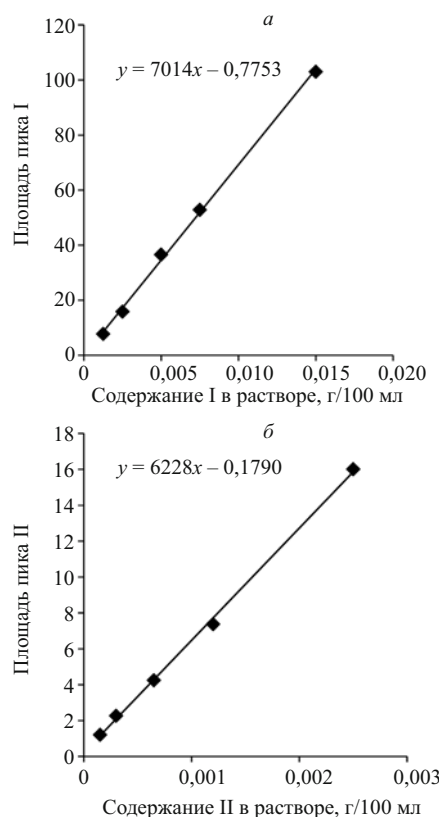 а
120
y = 7014x – 0,7753
100
80
60
40
20
0
Площадь пика I
0 0,005 0,010 0,015 0,020
Содержание I в растворе, г/100 мл
б
18
y = 6228x – 0,1790
16
14
12
10
8
6
4
2
0
Площадь пика II
0 0,001 0,002 0,003
Содержание II в растворе, г/100 мл